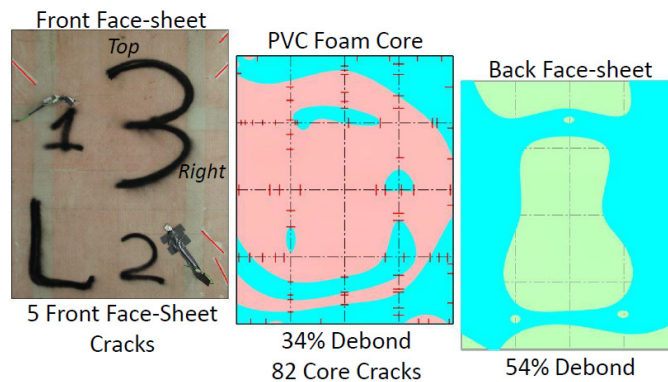 Front Face-sheet
Top
3
1
Right
L
2
5 Front Face-Sheet
Cracks
PVC Foam Core
34% Debond
82 Core Cracks
Back Face-sheet
54% Debond